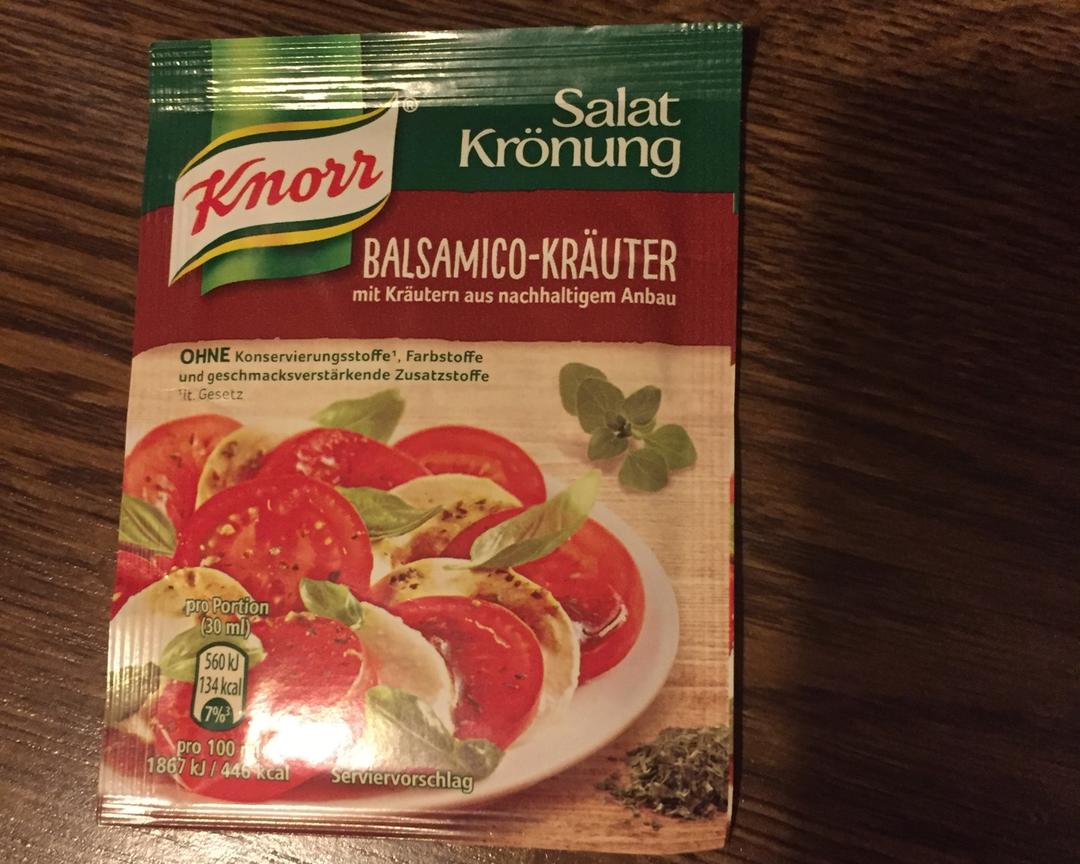 Knorr®
Salat
Krönung
BALSAMICO-KRÄUTER
mit Kräutern aus nachhaltigem Anbau
OHNE Konservierungsstoffe¹, Farbstoffe
und geschmacksverstärkende Zusatzstoffe
¹lt. Gesetz
pro Portion
(30 ml)
560 kJ
134 kcal
7%³
pro 100
1867 kJ / 446 kcal
Serviervorschlag